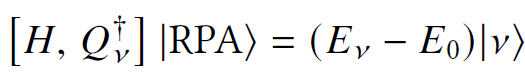 [H, Q_ν^†] |RPA⟩ = (E_ν − E_0)|ν⟩